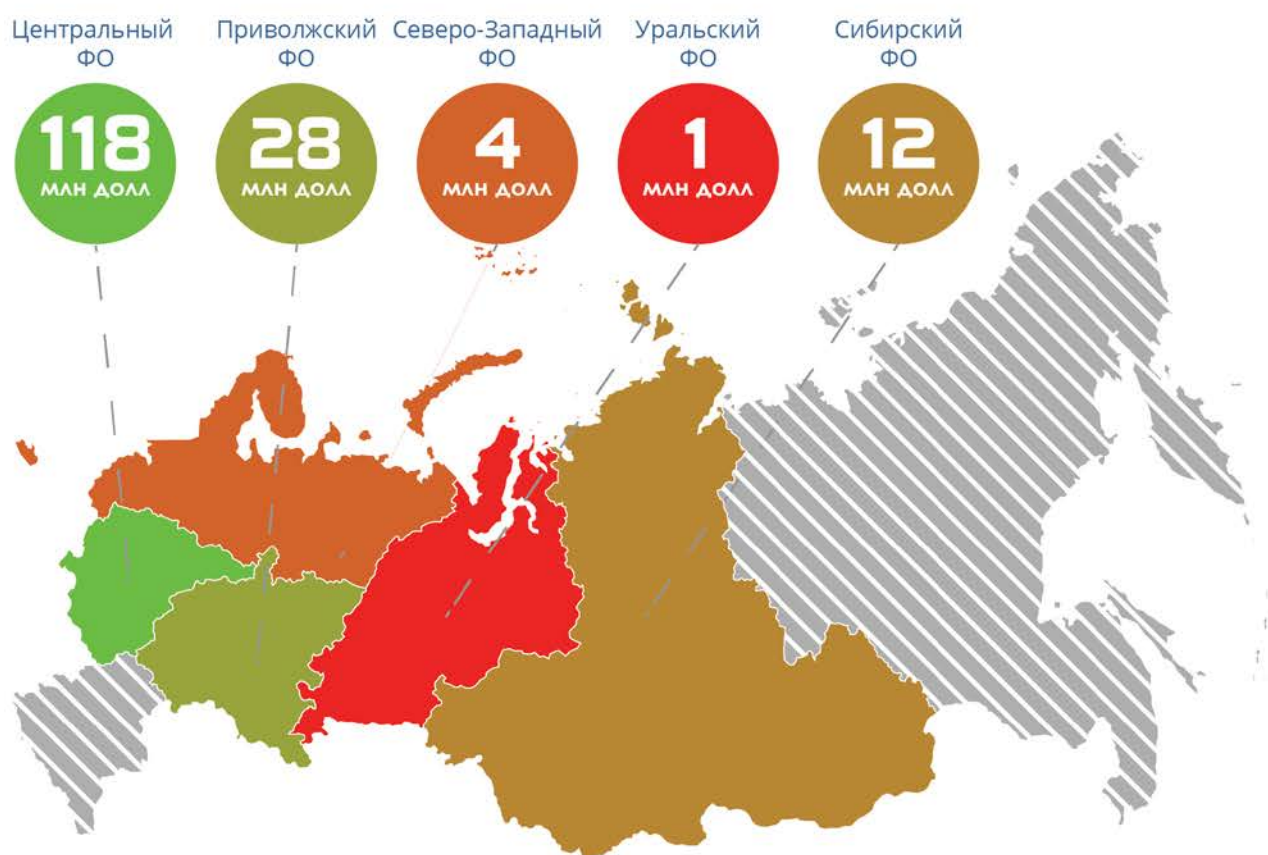 Центральный
ФО
Приволжский
ФО
Северо-Западный
ФО
Уральский
ФО
Сибирский
ФО
118
МЛН ДОЛЛ
28
МЛН ДОЛЛ
4
МЛН ДОЛЛ
1
МЛН ДОЛЛ
12
МЛН ДОЛЛ